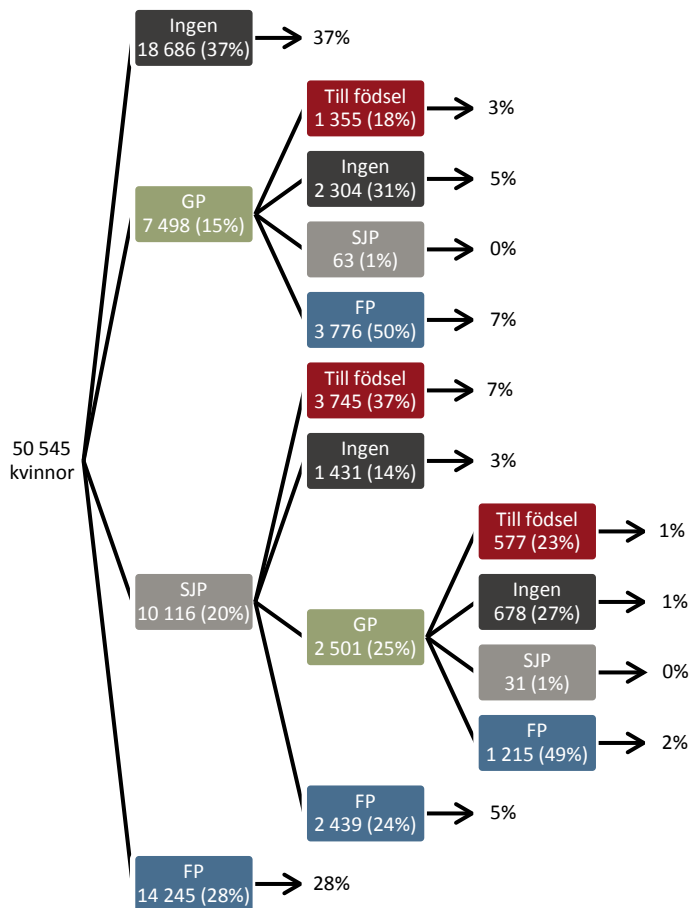 Ingen
18 686 (37%)
37%
Till födsel
1 355 (18%)
3%
Ingen
2 304 (31%)
5%
GP
7 498 (15%)
SJP
63 (1%)
0%
FP
3 776 (50%)
7%
Till födsel
3 745 (37%)
7%
Ingen
1 431 (14%)
3%
50 545
kvinnor
Till födsel
577 (23%)
1%
SJP
10 116 (20%)
Ingen
678 (27%)
1%
GP
2 501 (25%)
SJP
31 (1%)
0%
FP
1 215 (49%)
2%
FP
2 439 (24%)
5%
FP
14 245 (28%)
28%